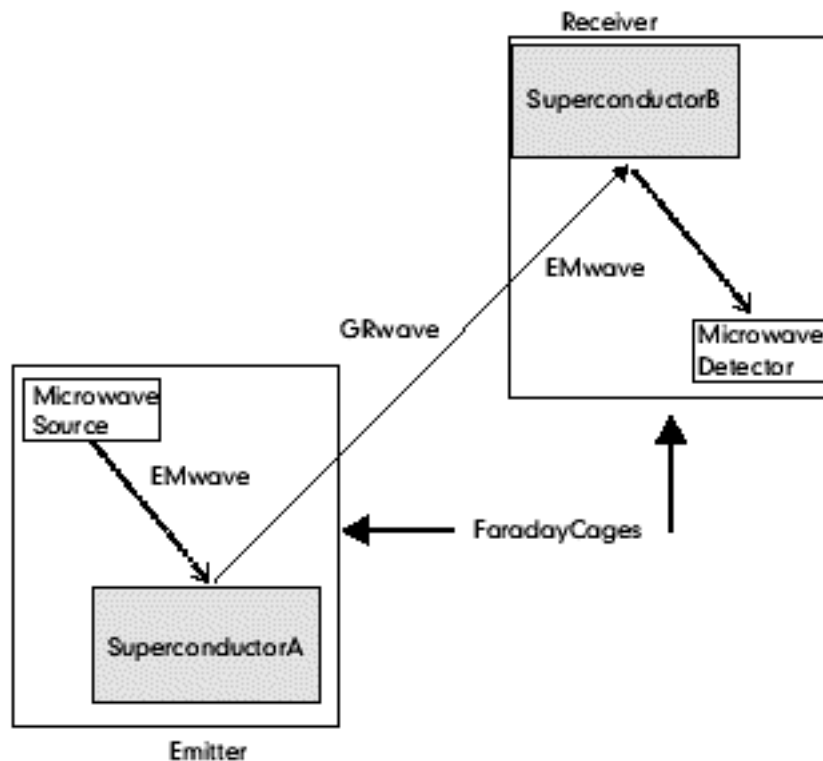 Receiver
SuperconductorB
EMwave
GRwave
Microwave
Detector
Microwave
Source
EMwave
FaradayCages
SuperconductorA
Emitter